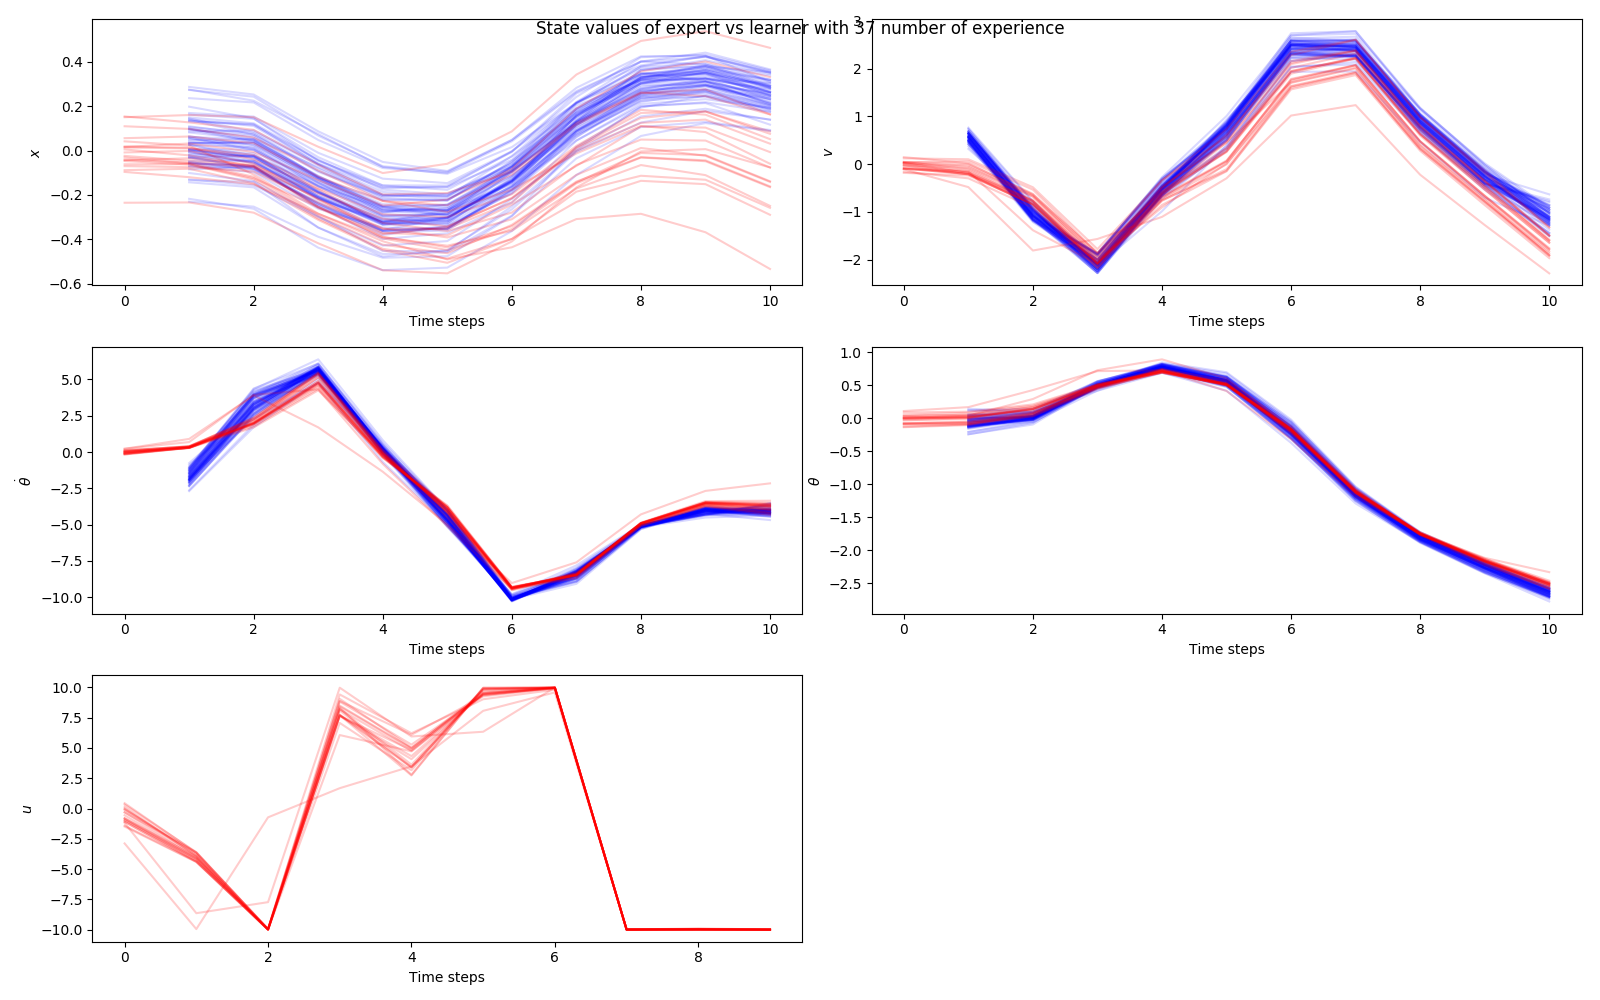 State values of expert vs learner with 37 number of experience
0.4
0.2
0.0
−0.2
−0.4
−0.6
x
0 2 4 6 8 10
Time steps
3
2
1
0
−1
−2
v
0 2 4 6 8 10
Time steps
5.0
2.5
0.0
−2.5
−5.0
−7.5
−10.0
θ̇
0 2 4 6 8 10
Time steps
1.0
0.5
0.0
−0.5
−1.0
−1.5
−2.0
−2.5
θ
0 2 4 6 8 10
Time steps
10.0
7.5
5.0
2.5
0.0
−2.5
−5.0
−7.5
−10.0
u
0 2 4 6 8
Time steps